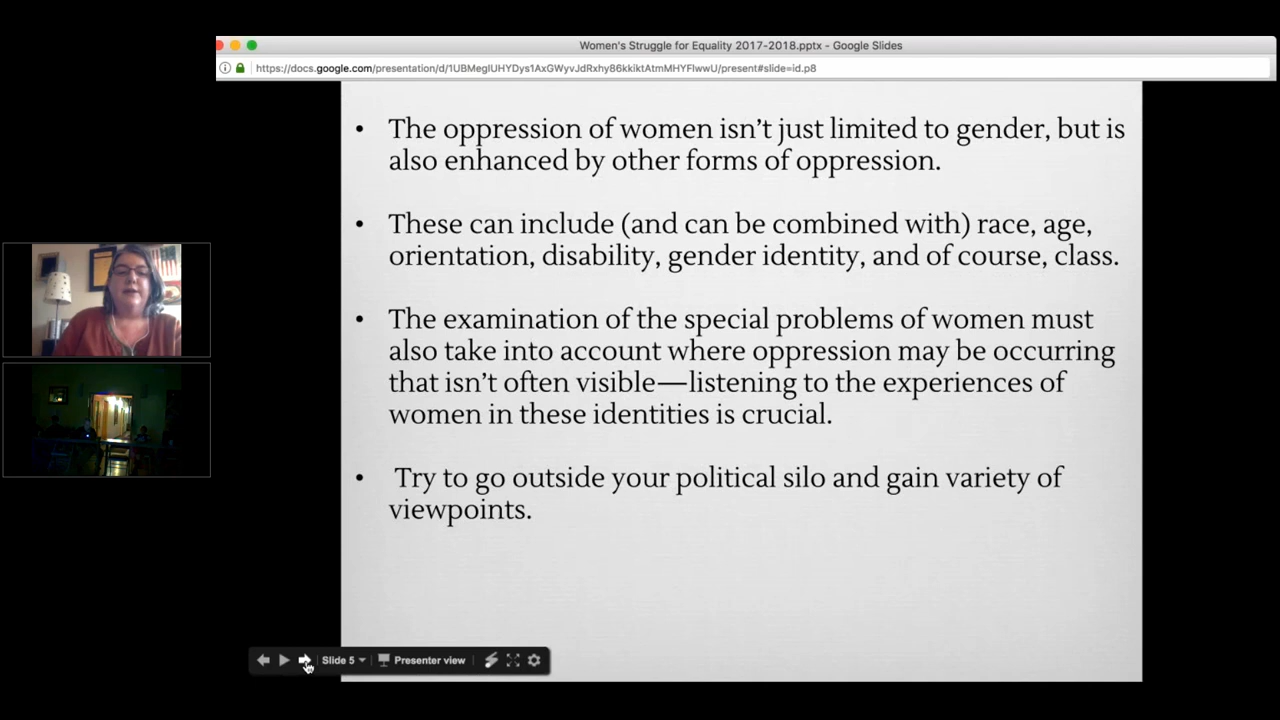 Women's Struggle for Equality 2017-2018.pptx - Google Slides
https://docs.google.com/presentation/d/1UBMegIUHYDys1AxGWyvJdRxhy86kkiktAtmMHYFIwwU/present#slide=id.p8
• The oppression of women isn’t just limited to gender, but is
also enhanced by other forms of oppression.
• These can include (and can be combined with) race, age,
orientation, disability, gender identity, and of course, class.
• The examination of the special problems of women must
also take into account where oppression may be occurring
that isn’t often visible—listening to the experiences of
women in these identities is crucial.
• Try to go outside your political silo and gain variety of
viewpoints.
Slide 5 Presenter view